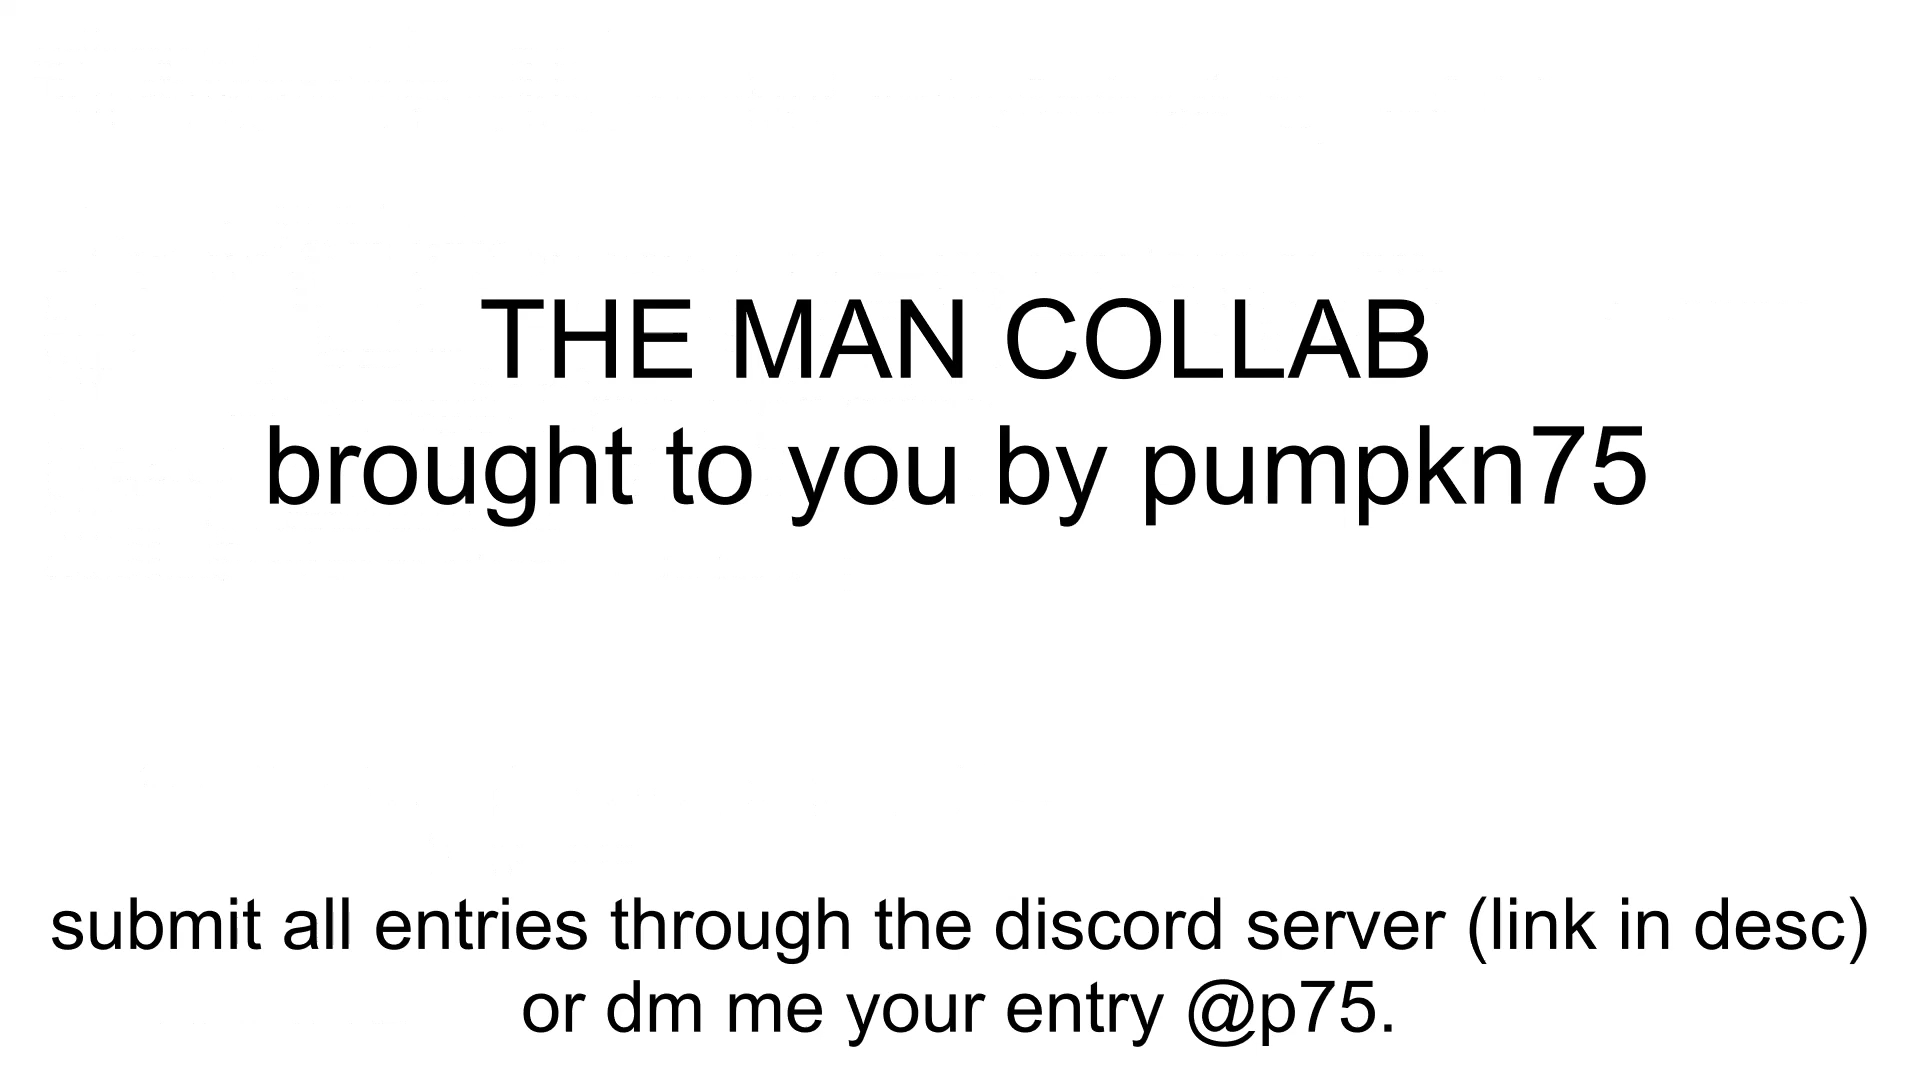 THE MAN COLLAB
brought to you by pumpkn75
submit all entries through the discord server (link in desc)
or dm me your entry @p75.